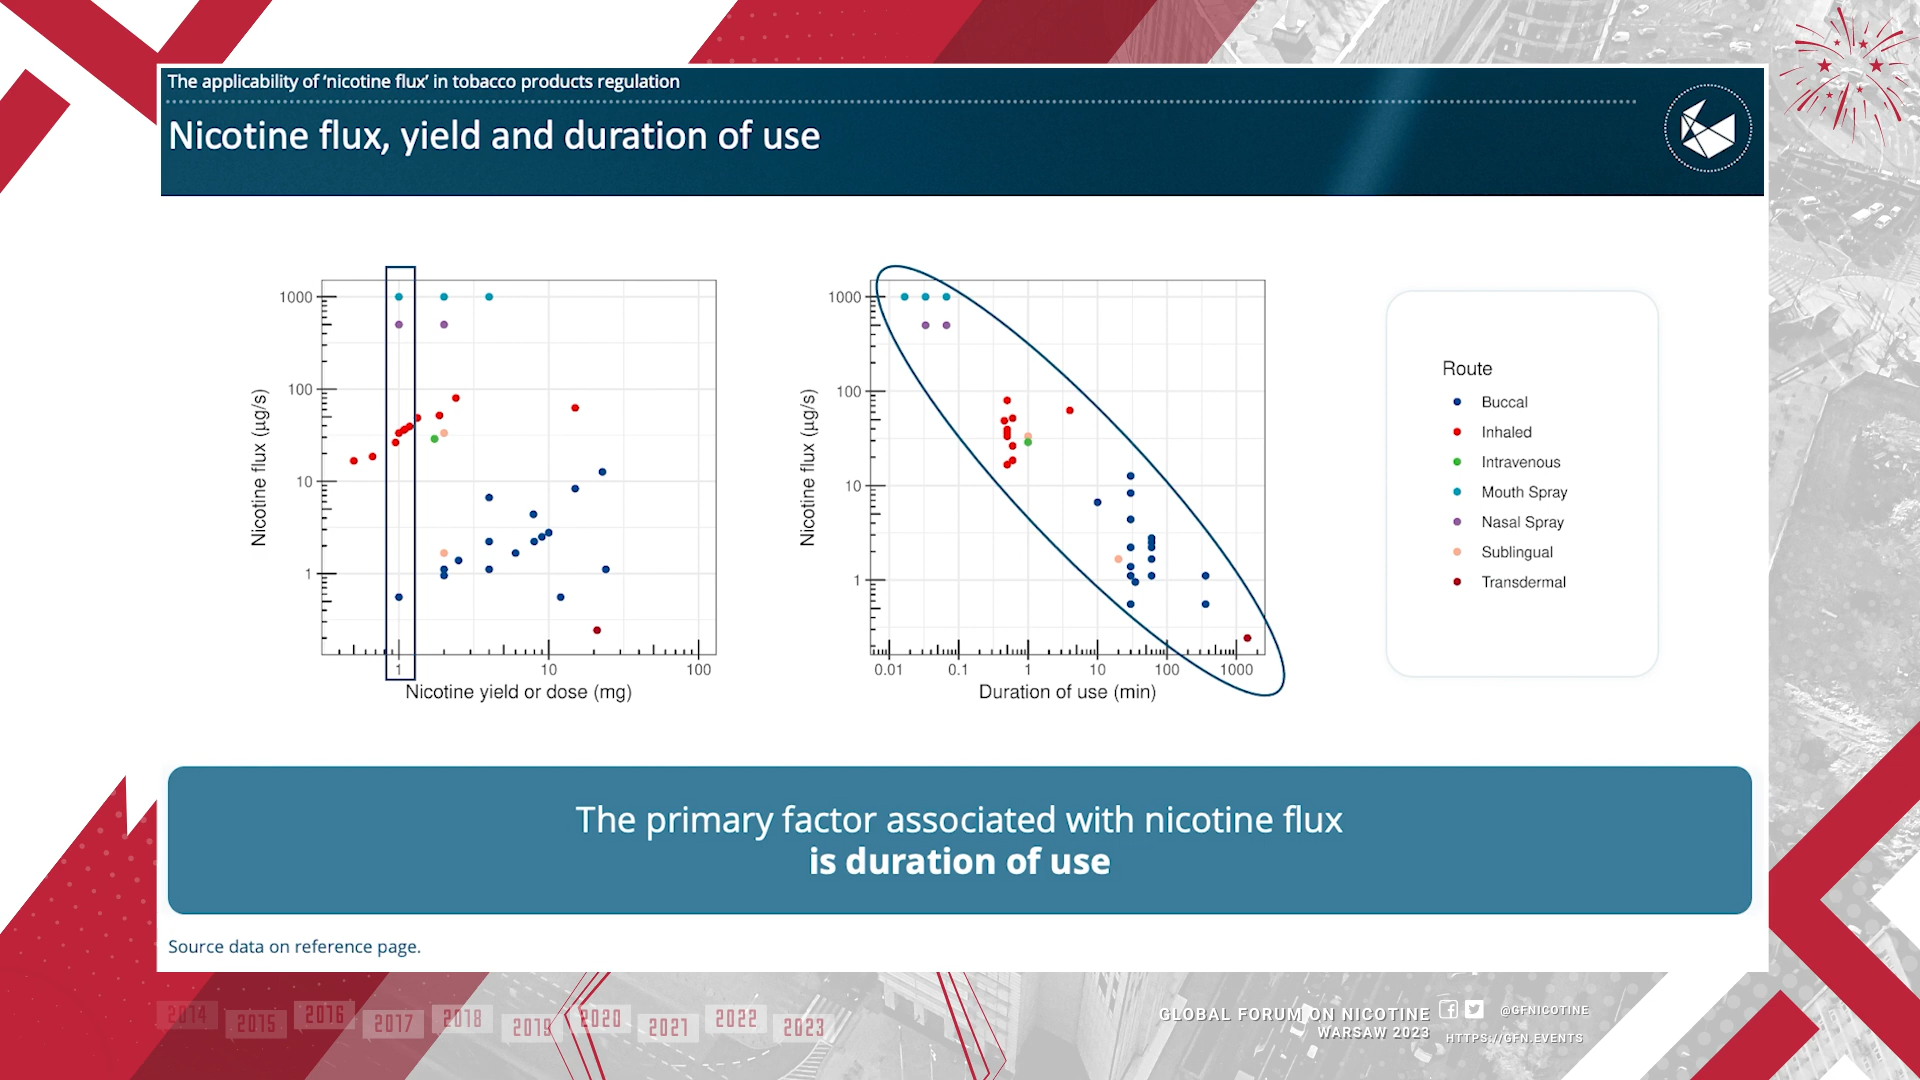 The applicability of ‘nicotine flux’ in tobacco products regulation
Nicotine flux, yield and duration of use
1000
100
10
1
Nicotine flux (µg/s)
1
10
100
Nicotine yield or dose (mg)
1000
100
10
1
Nicotine flux (µg/s)
0.01
0.1
1
10
100
1000
Duration of use (min)
Route
Buccal
Inhaled
Intravenous
Mouth Spray
Nasal Spray
Sublingual
Transdermal
The primary factor associated with nicotine flux
is duration of use
Source data on reference page.
2014
2015
2016
2017
2018
2019
2020
2021
2022
2023
GLOBAL FORUM ON NICOTINE
WARSAW 2023
@GFNICOTINE
HTTPS://GFN.EVENTS